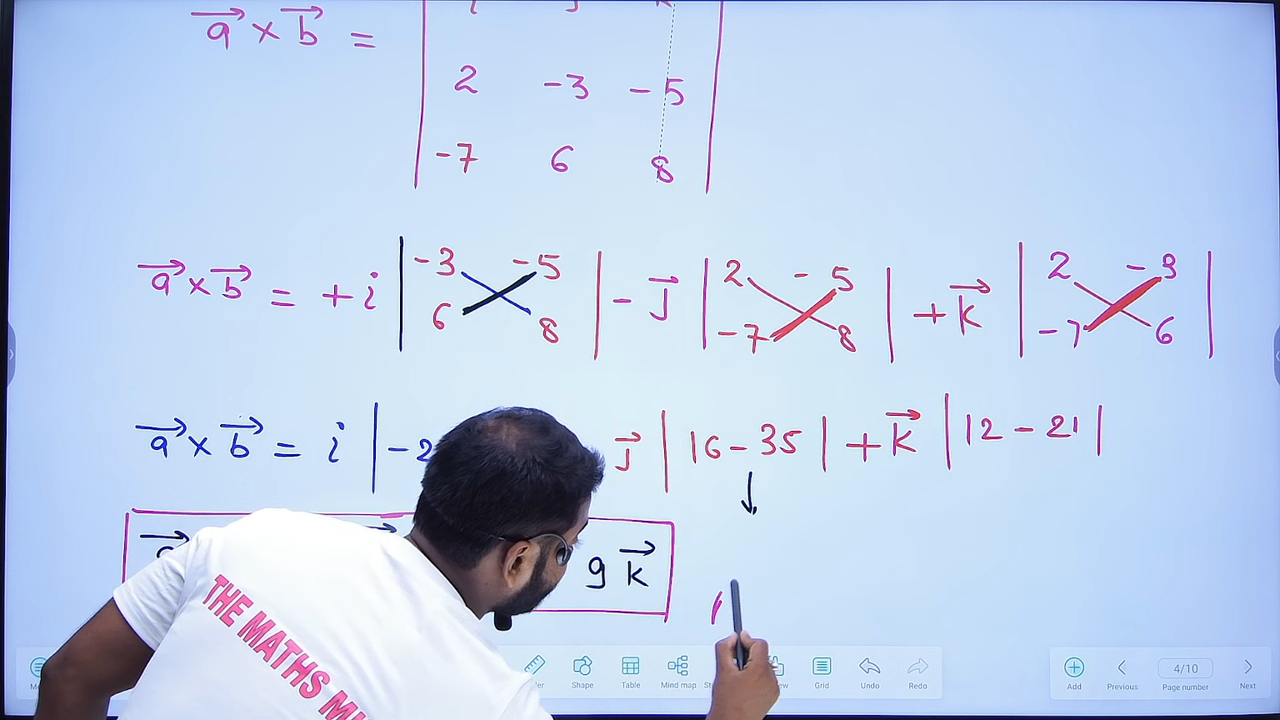 a × b =
2 -3 -5
-7 6 8
a × b = +i | -3 -5 | - J | 2 -5 | + K | 2 -3 |
6 8 -7 8 -7 6
a × b = i | -2 J | 16 - 35 | + K | 12 - 21 |
9 K
THE MATHS
Shape Table Mind map Grid Undo Redo Add Previous 4/10 Page number Next